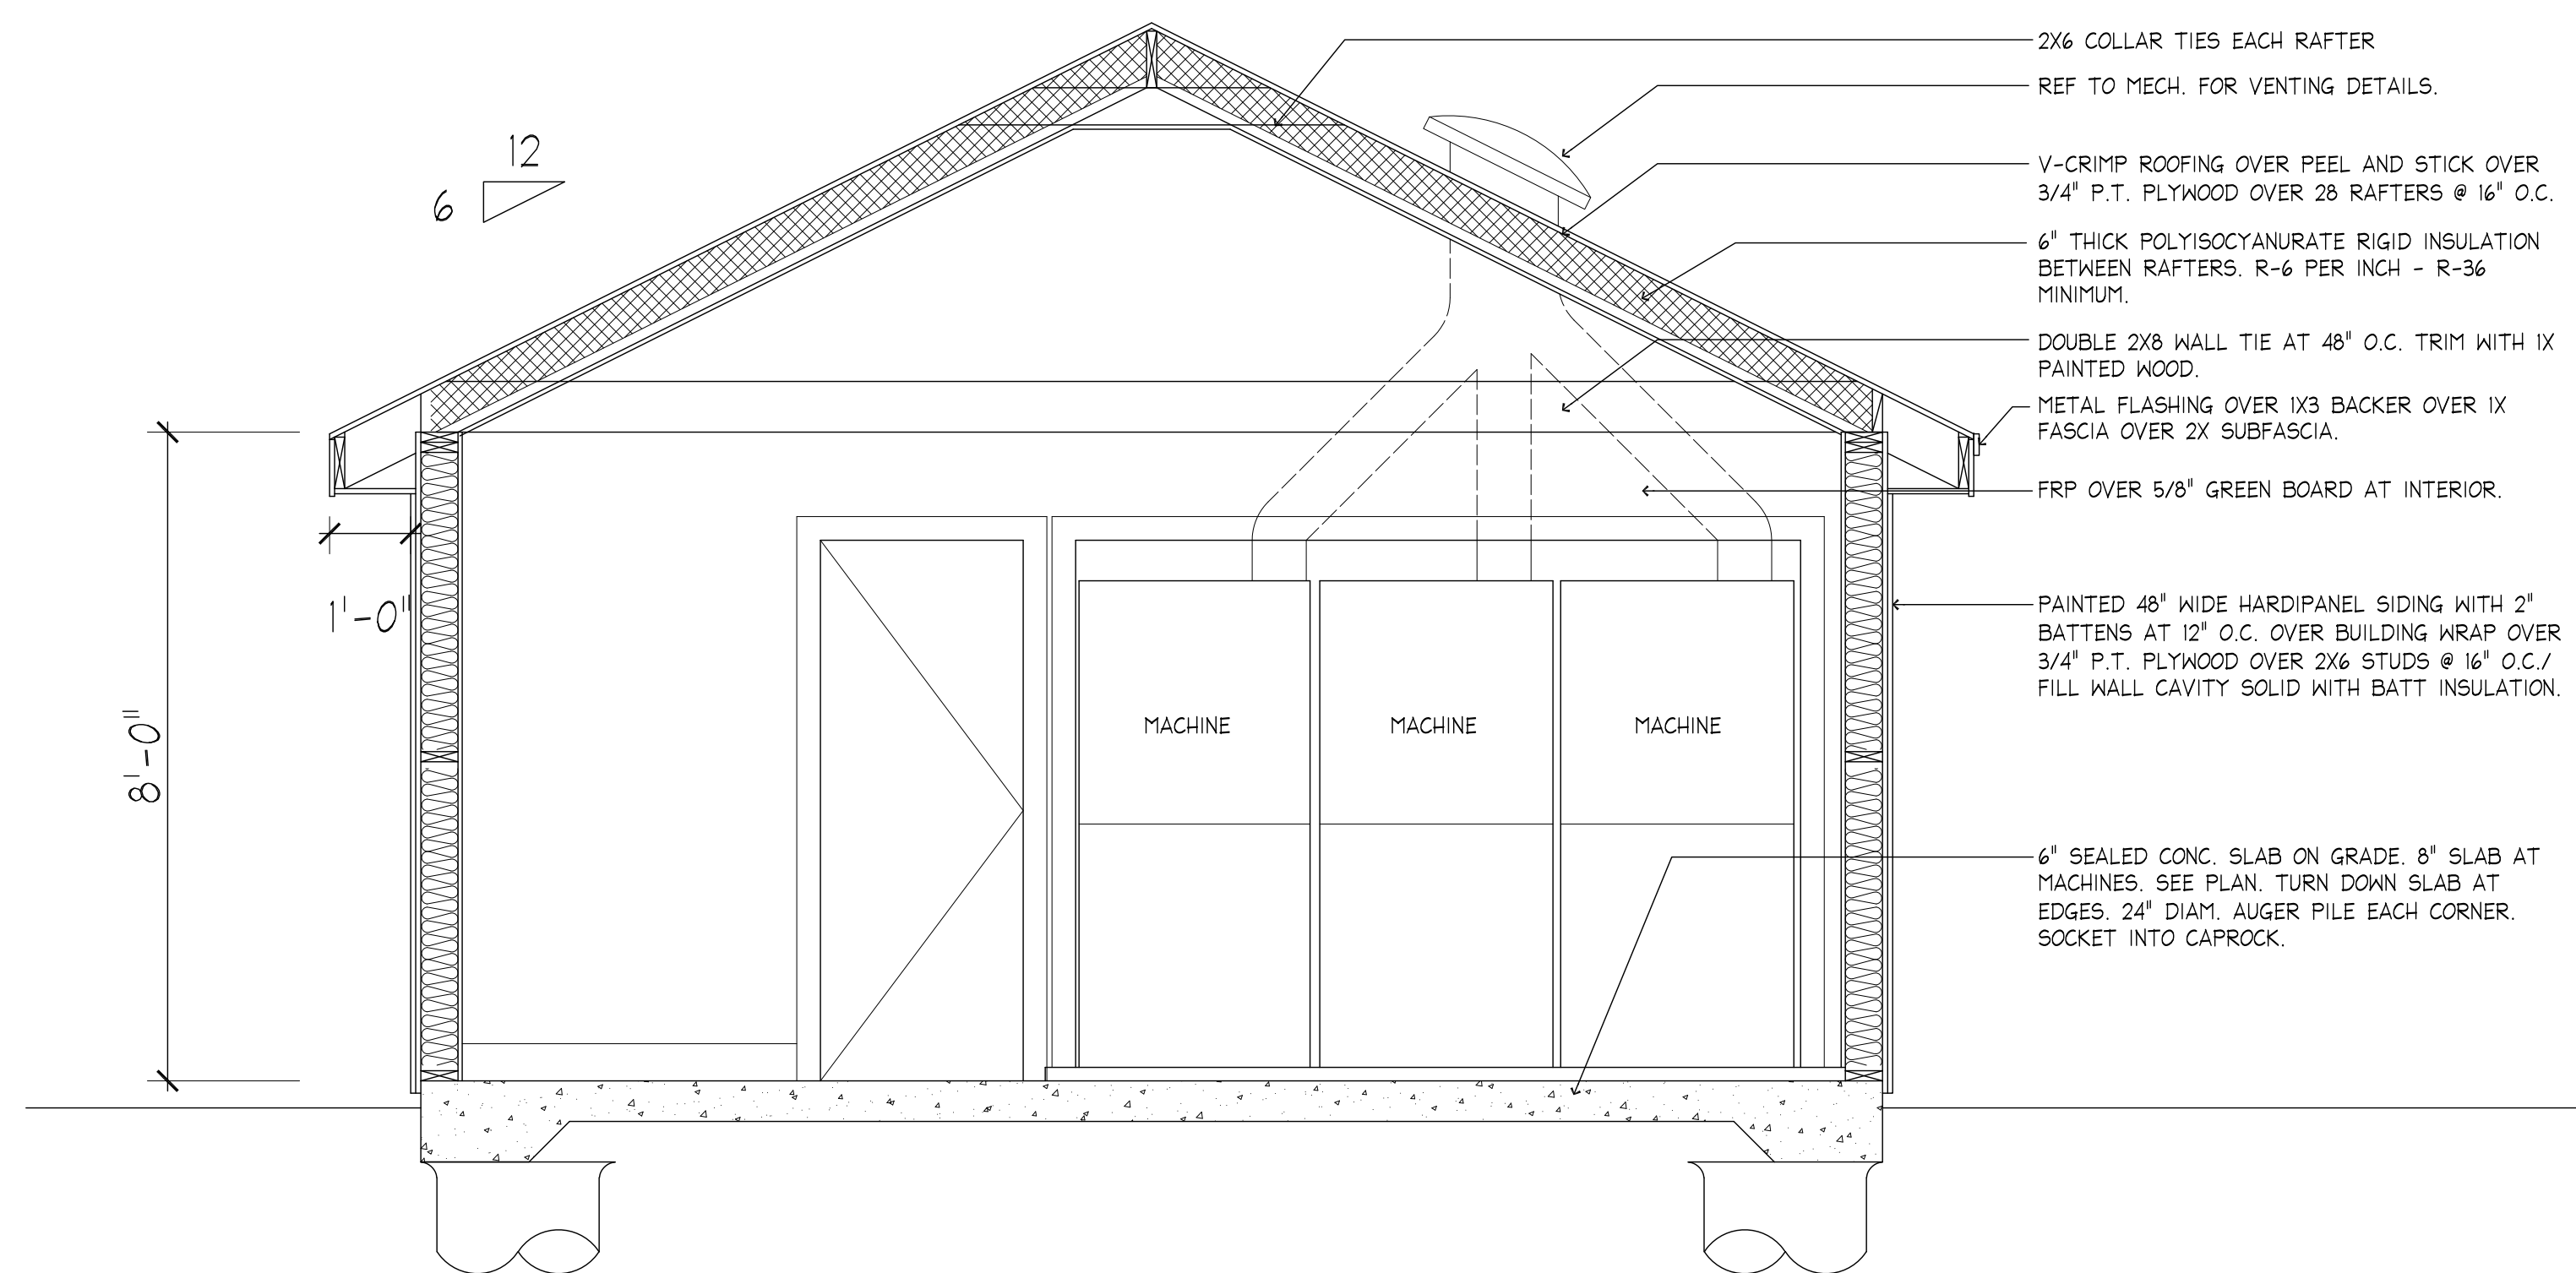 2X6 COLLAR TIES EACH RAFTER
REF TO MECH. FOR VENTING DETAILS.
V-CRIMP ROOFING OVER PEEL AND STICK OVER
3/4" P.T. PLYWOOD OVER 28 RAFTERS @ 16" O.C.
6" THICK POLYISOCYANURATE RIGID INSULATION
BETWEEN RAFTERS. R-6 PER INCH - R-36
MINIMUM.
DOUBLE 2X8 WALL TIE AT 48" O.C. TRIM WITH 1X
PAINTED WOOD.
METAL FLASHING OVER 1X3 BACKER OVER 1X
FASCIA OVER 2X SUBFASCIA.
FRP OVER 5/8" GREEN BOARD AT INTERIOR.
PAINTED 48" WIDE HARDIPANEL SIDING WITH 2"
BATTENS AT 12" O.C. OVER BUILDING WRAP OVER
3/4" P.T. PLYWOOD OVER 2X6 STUDS @ 16" O.C./
FILL WALL CAVITY SOLID WITH BATT INSULATION.
6" SEALED CONC. SLAB ON GRADE. 8" SLAB AT
MACHINES. SEE PLAN. TURN DOWN SLAB AT
EDGES. 24" DIAM. AUGER PILE EACH CORNER.
SOCKET INTO CAPROCK.
12
6
1'-0"
8'-0"
MACHINE
MACHINE
MACHINE